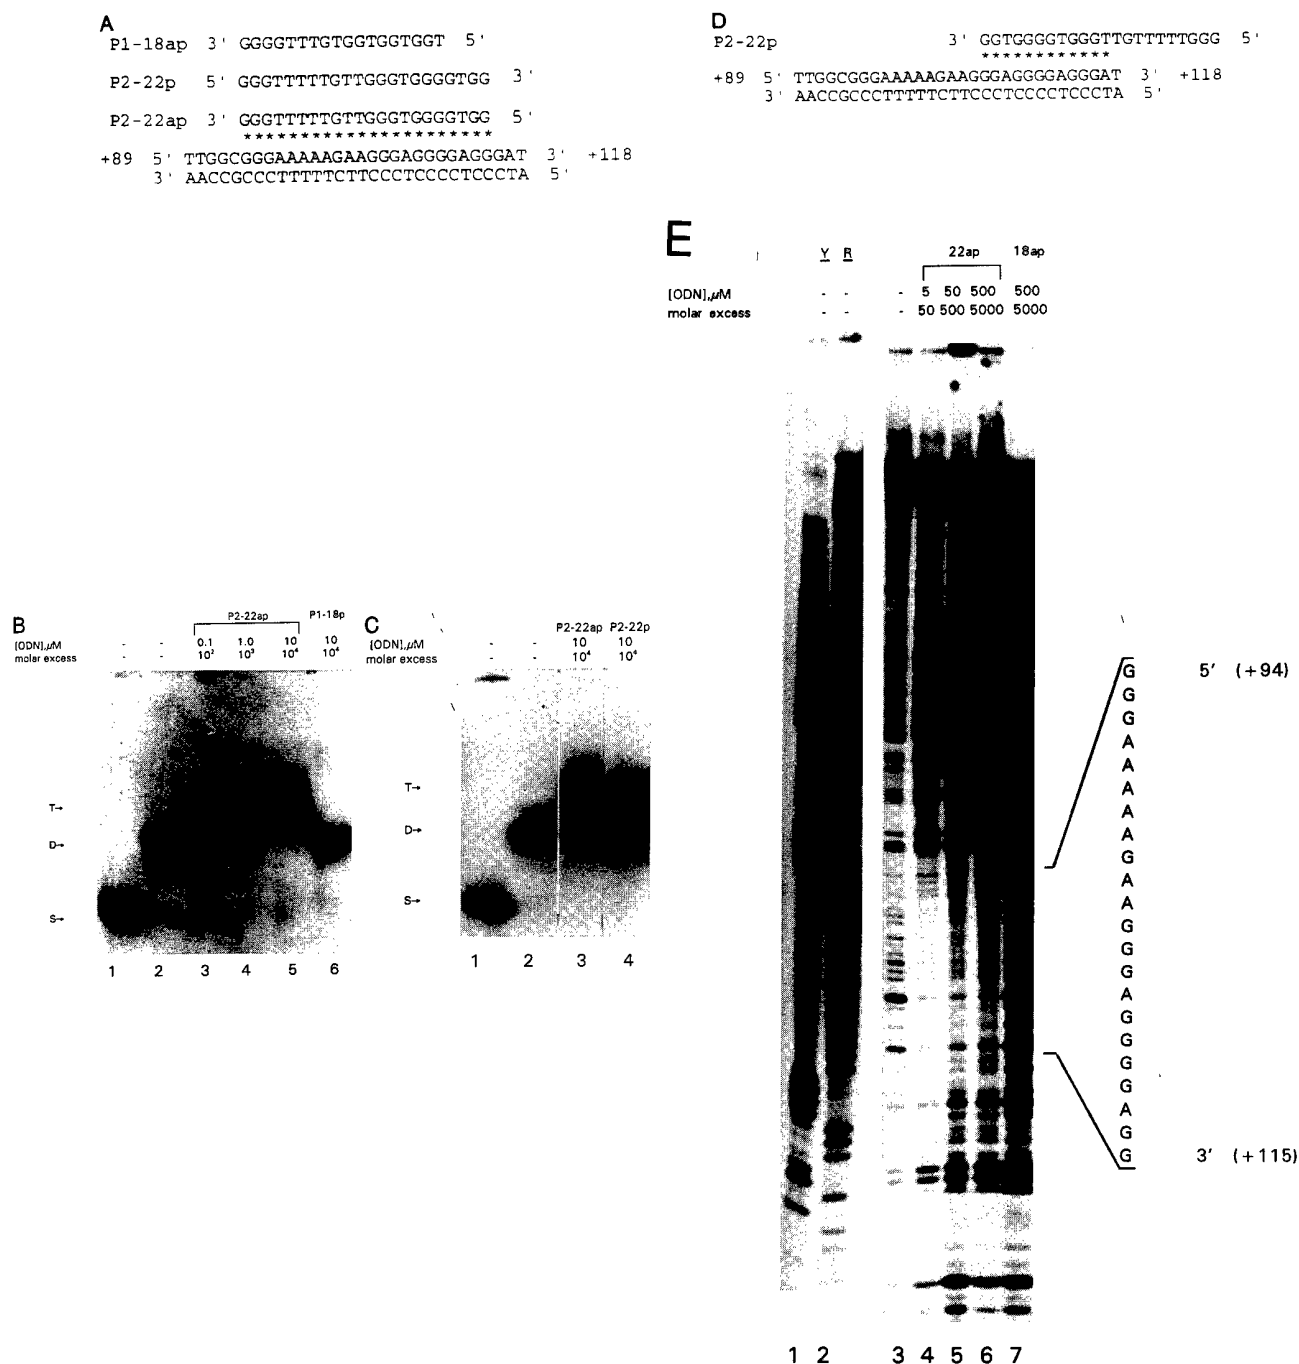 A
P1-18ap 3' GGGGTTTGTGGTGGTGGT 5'
P2-22p 5' GGGTTTTTGTTGGGTGGGGTGG 3'
P2-22ap 3' GGGTTTTTGTTGGGTGGGGTGG 5'
**********************
+89 5' TTGGCGGGAAAAAGAAGGGAGGGGAGGGAT 3' +118
3' AACCGCCCTTTTTCTTCCCTCCCCTCCCTA 5'
D
P2-22p 3' GGTGGGGTGGGTTGTTTTTGGG 5'
************
+89 5' TTGGCGGGAAAAAGAAGGGAGGGGAGGGAT 3' +118
3' AACCGCCCTTTTTCTTCCCTCCCCTCCCTA 5'
E
Y R 22ap 18ap
[ODN],µM - - - 5 50 500 500
molar excess - - - 50 500 5000 5000
5' (+94)
G
G
G
A
A
A
A
A
G
A
A
G
G
G
A
G
G
G
G
A
G
G
3' (+115)
1 2 3 4 5 6 7
B
P2-22ap P1-18p
[ODN],µM - - 0.1 1.0 10 10
molar excess - - 10² 10³ 10⁴ 10⁴
T→
D→
S→
1 2 3 4 5 6
C
P2-22ap P2-22p
[ODN],µM - - 10 10
molar excess - - 10⁴ 10⁴
T→
D→
S→
1 2 3 4